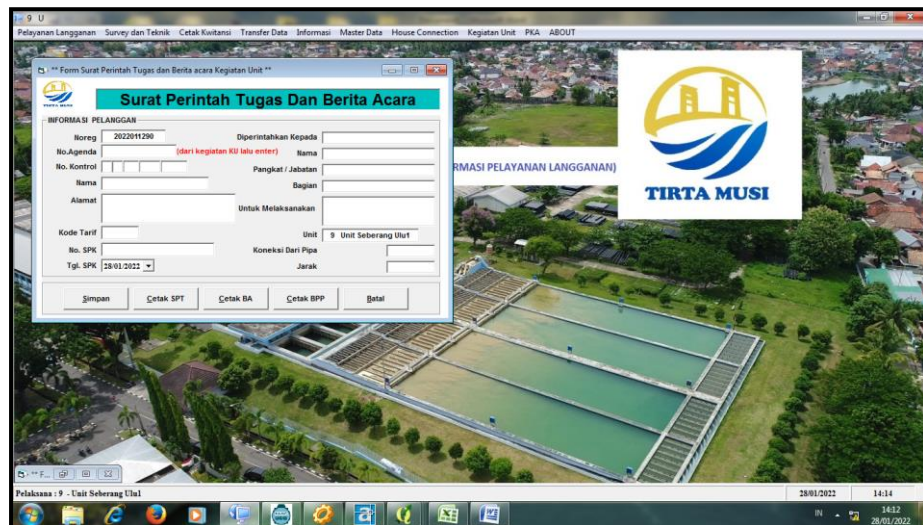 9 U
Pelayanan Langganan Survey dan Teknik Cetak Kwitansi Transfer Data Informasi Master Data House Connection Kegiatan Unit PKA ABOUT
** Form Surat Perintah Tugas dan Berita acara Kegiatan Unit **
TIRTA MUSI
Surat Perintah Tugas Dan Berita Acara
INFORMASI PELANGGAN
Noreg 2022011290
No.Agenda (dari kegiatan KU lalu enter)
No. Kontrol
Nama
Alamat
Kode Tarif
No. SPK
Tgl. SPK 28/01/2022
Diperintahkan Kepada
Nama
Pangkat / Jabatan
Bagian
Untuk Melaksanakan
Unit 9 Unit Seberang Ulu1
Koneksi Dari Pipa
Jarak
Simpan Cetak SPT Cetak BA Cetak BPP Batal
RMASI PELAYANAN LANGGANAN)
TIRTA MUSI
** F...
Pelaksana : 9 - Unit Seberang Ulu1 28/01/2022 14:14
IN 14:12
28/01/2022